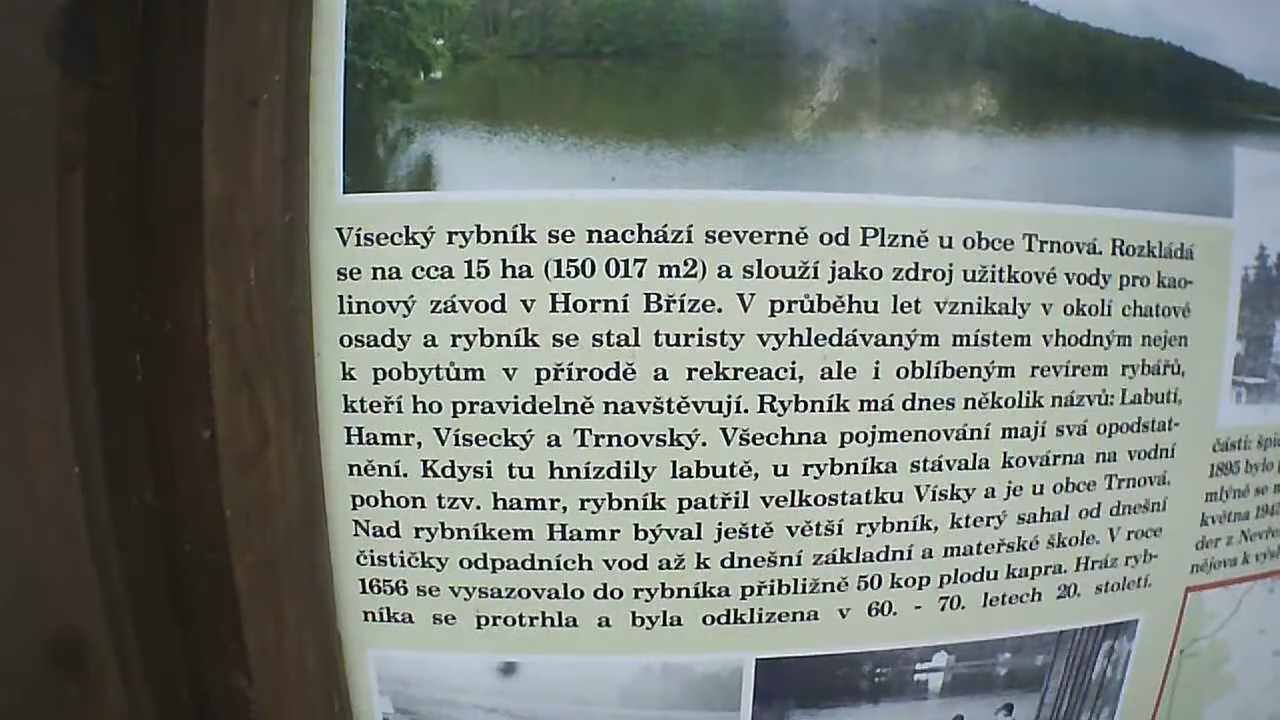 Vísecký rybník se nachází severně od Plzně u obce Trnová. Rozkládá
se na cca 15 ha (150 017 m2) a slouží jako zdroj užitkové vody pro kao-
linový závod v Horní Bříze. V průběhu let vznikaly v okolí chatové
osady a rybník se stal turisty vyhledávaným místem vhodným nejen
k pobytům v přírodě a rekreaci, ale i oblíbeným revírem rybářů,
kteří ho pravidelně navštěvují. Rybník má dnes několik názvů: Labutí,
Hamr, Vísecký a Trnovský. Všechna pojmenování mají svá opodstat-
nění. Kdysi tu hnízdily labutě, u rybníka stávala kovárna na vodní
pohon tzv. hamr, rybník patřil velkostatku Vísky a je u obce Trnová.
Nad rybníkem Hamr býval ještě větší rybník, který sahal od dnešní
čističky odpadních vod až k dnešní základní a mateřské škole. V roce
1656 se vysazovalo do rybníka přibližně 50 kop plodu kapra. Hráz ryb-
níka se protrhla a byla odklizena v 60. - 70. letech 20. století.
části:
1895 bylo
mlýně se
května
der z
k